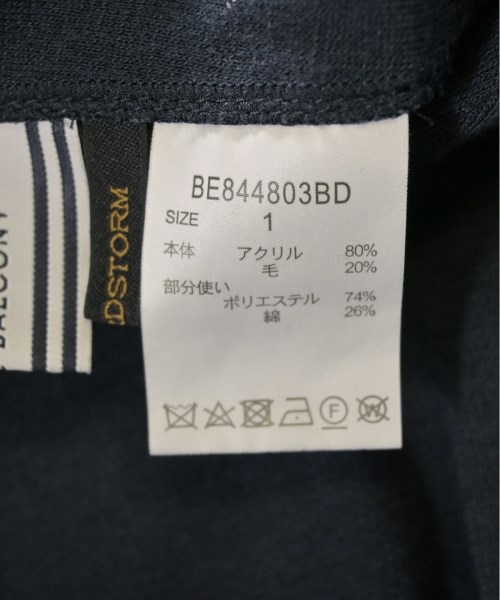 BE844803BD
SIZE 1
本体 アクリル 80%
毛 20%
部分使い ポリエステル 74%
綿 26%
F
W
DSTORM
BALCONY